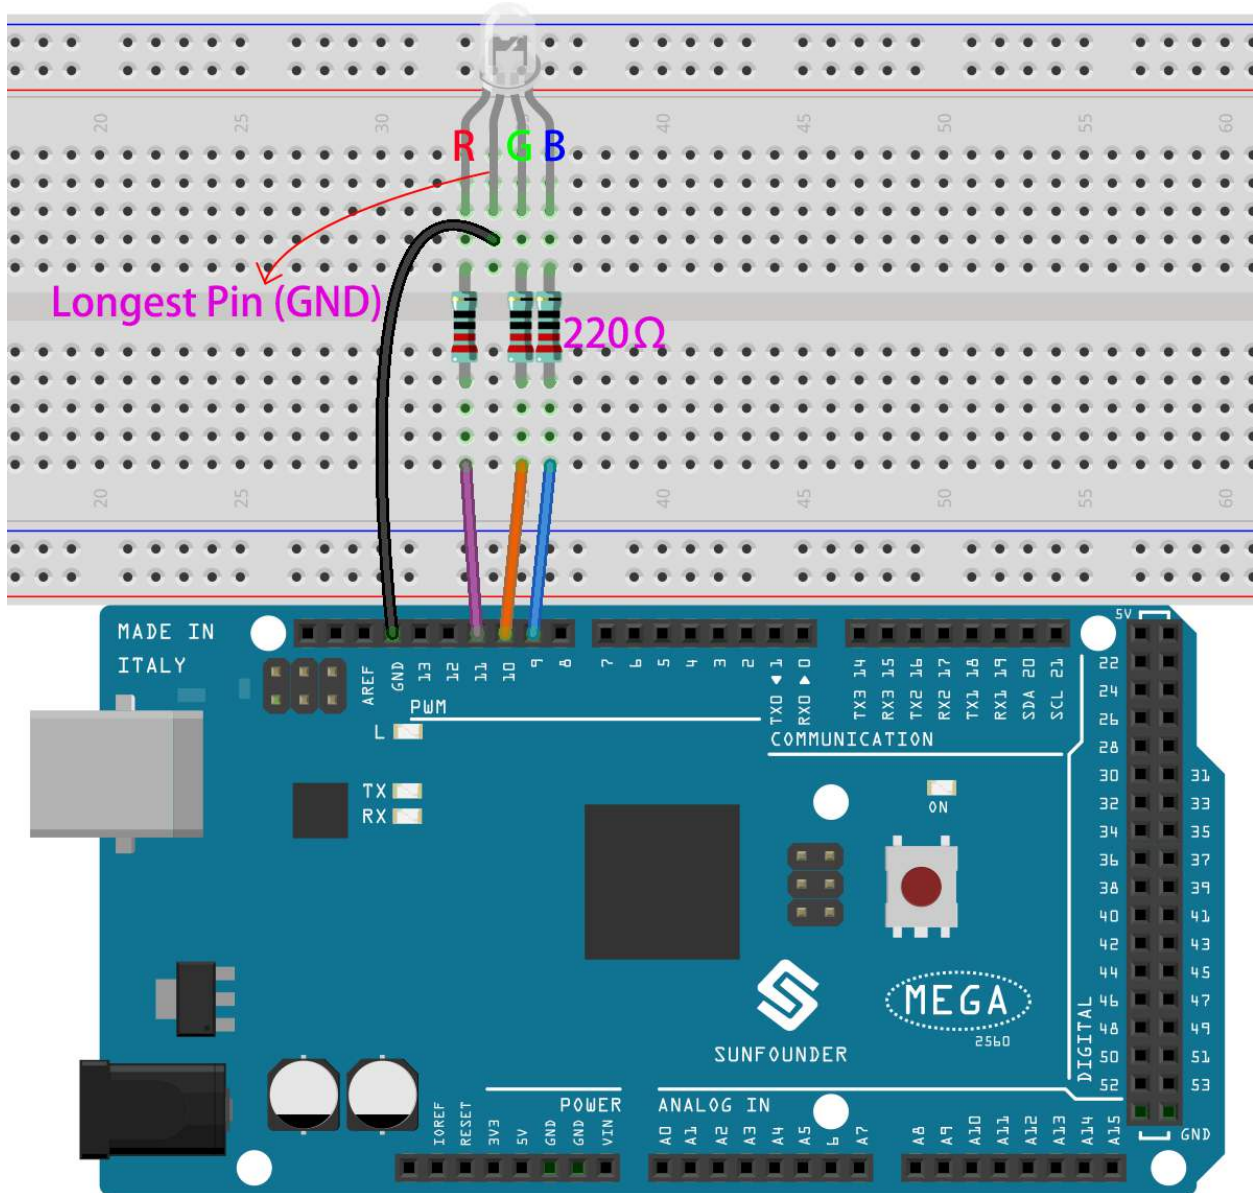 20 25 30 35 40 45 50 55 60
R G B
Longest Pin (GND)
220Ω
20 25 35 40 45 50 55 60
MADE IN
ITALY
AREF
GND
13
12
11
10
9
8
7
6
5
4
3
2
TX0 ◀ 1
RX0 ▶ 0
TX3 14
RX3 15
TX2 16
RX2 17
TX1 18
RX1 19
SDA 20
SCL 21
PWM
COMMUNICATION
L
TX
RX
ON
5V
22
24
26
28
30 31
32 33
34 35
36 37
38 39
40 41
42 43
44 45
46 47
48 49
50 51
52 53
GND
DIGITAL
MEGA
2560
SUNFOUNDER
POWER
ANALOG IN
IOREF
RESET
3V3
5V
GND
GND
VIN
A0
A1
A2
A3
A4
A5
6
A7
A8
A9
A10
A11
A12
A13
A14
A15